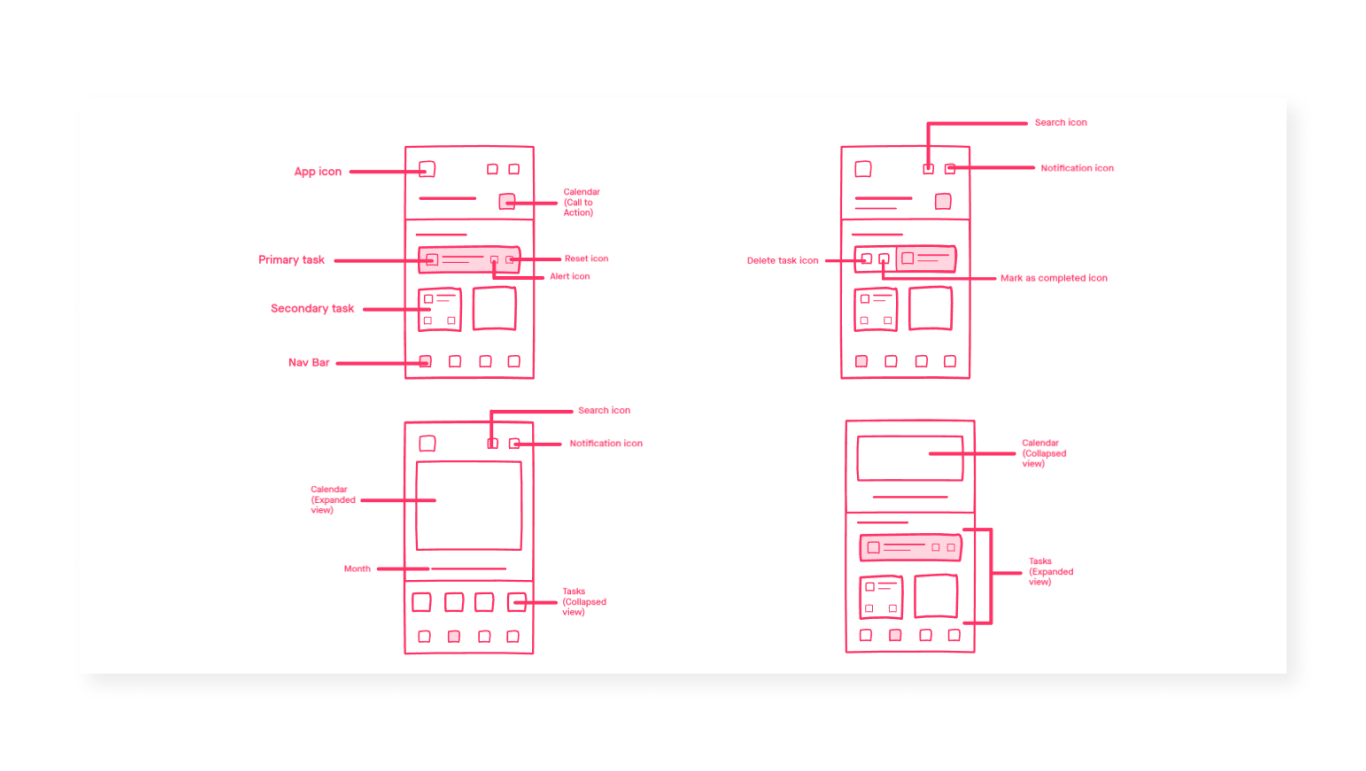 App icon
Calendar
(Call to
Action)
Primary task
Reset icon
Alert icon
Secondary task
Nav Bar
Search icon
Notification icon
Delete task icon
Mark as completed icon
Search icon
Notification icon
Calendar
(Expanded
view)
Month
Tasks
(Collapsed
view)
Calendar
(Collapsed
view)
Tasks
(Expanded
view)